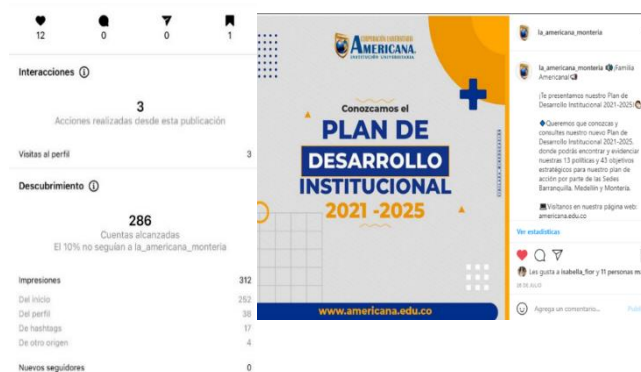 12 0 0 1
Interacciones
3
Acciones realizadas desde esta publicación
Visitas al perfil 3
Descubrimiento
286
Cuentas alcanzadas
El 10% no seguían a la_americana_monteria
Impresiones 312
Del inicio 252
Del perfil 38
De hashtags 17
De otro origen 4
Nuevos seguidores 0
CORPORACIÓN UNIVERSITARIA
AMERICANA.
INSTITUCIÓN UNIVERSITARIA
Conozcamos el
PLAN DE
DESARROLLO
INSTITUCIONAL
2021 -2025
www.americana.edu.co
la_americana_monteria
la_americana_monteria ¡Familia
Americana!
¡Te presentamos nuestro Plan de
Desarrollo Institucional 2021-2025!
Queremos que conozcas y
consultes nuestro nuevo Plan de
Desarrollo Institucional 2021-2025,
donde podrás encontrar y evidenciar
nuestras 13 políticas y 43 objetivos
estratégicos para nuestro plan de
acción por parte de las Sedes
Barranquilla, Medellín y Montería.
Visítanos en nuestra página web:
americana.edu.co
Ver estadísticas
Les gusta a isabella_fior y 11 personas
DE JULIO
Agrega un comentario...